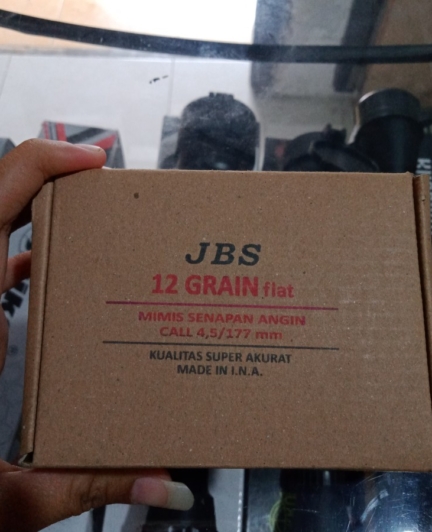 JBS
12 GRAIN flat
MIMIS SENAPAN ANGIN
CALL 4,5/177 mm
KUALITAS SUPER AKURAT
MADE IN I.N.A.